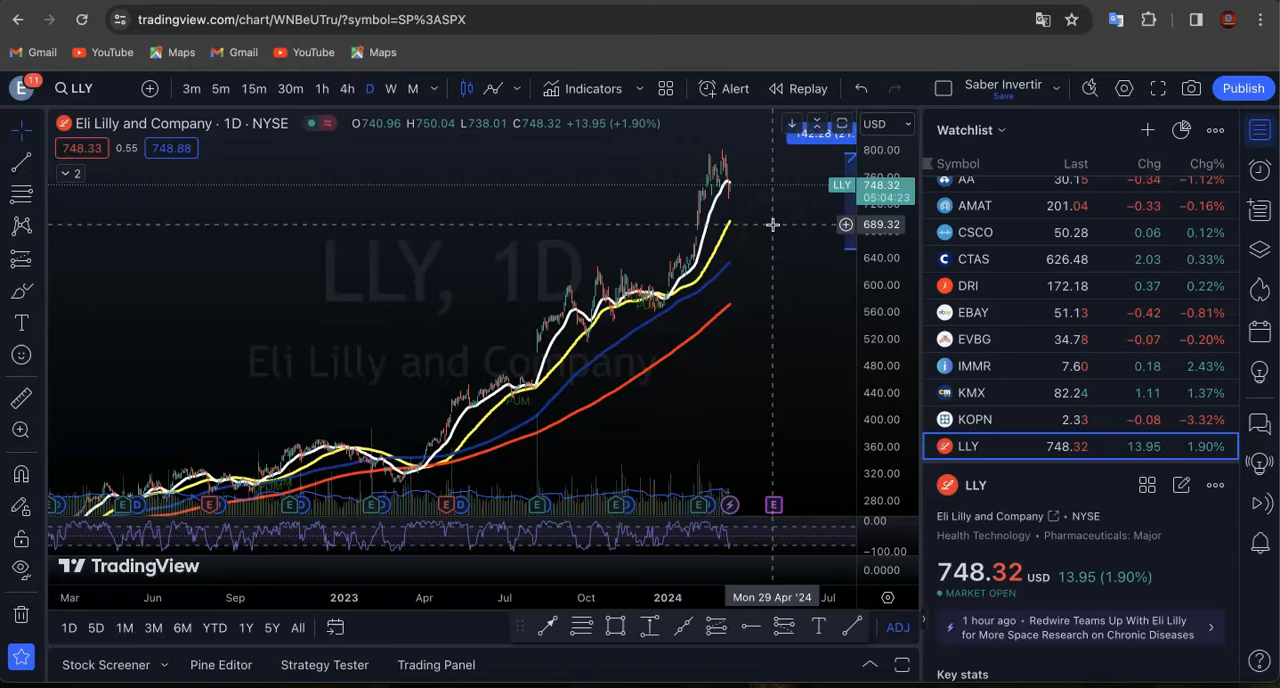 tradingview.com/chart/WNBeUTru/?symbol=SP%3ASPX
Gmail YouTube Maps Gmail YouTube Maps
E 11 LLY 3m 5m 15m 30m 1h 4h D W M Indicators Alert Replay Saber Invertir Save Publish
Eli Lilly and Company · 1D · NYSE O740.96 H750.04 L738.01 C748.32 +13.95 (+1.90%) USD
748.33 0.55 748.88
2
LLY, 1D
Eli Lilly and Company
PUM
PUM
800.00
LLY 748.32
05:04:23
689.32
640.00
600.00
560.00
520.00
480.00
440.00
400.00
360.00
320.00
280.00
0.00
−100.00
0.0000
TradingView
Mar Jun Sep 2023 Apr Jul Oct 2024 Mon 29 Apr '24 Jul
1D 5D 1M 3M 6M YTD 1Y 5Y All ADJ
Stock Screener Pine Editor Strategy Tester Trading Panel
Watchlist
Symbol Last Chg Chg%
AA 30.15 −0.34 −1.12%
AMAT 201.04 −0.33 −0.16%
CSCO 50.28 0.06 0.12%
CTAS 626.48 2.03 0.33%
DRI 172.18 0.37 0.22%
EBAY 51.13 −0.42 −0.81%
EVBG 34.78 −0.07 −0.20%
IMMR 7.60 0.18 2.43%
KMX 82.24 1.11 1.37%
KOPN 2.33 −0.08 −3.32%
LLY 748.32 13.95 1.90%
LLY
Eli Lilly and Company • NYSE
Health Technology • Pharmaceuticals: Major
748.32 USD 13.95 (1.90%)
MARKET OPEN
1 hour ago • Redwire Teams Up With Eli Lilly
for More Space Research on Chronic Diseases
Key stats